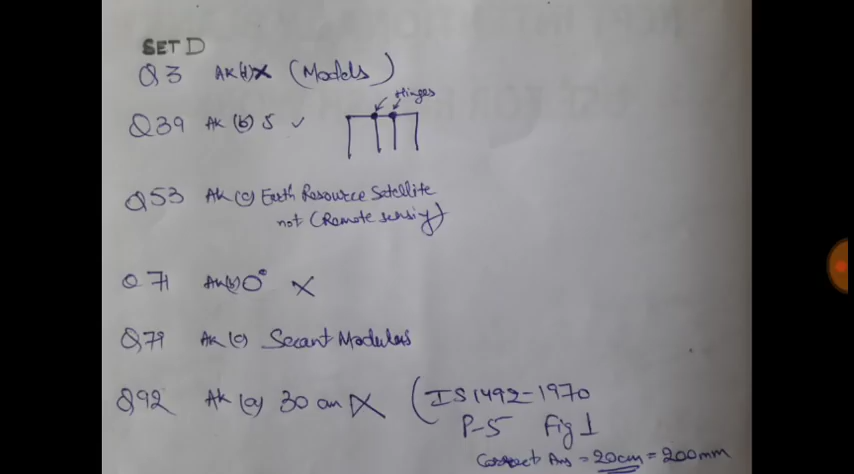 SET D
Q3 AK(d)X (Models)
Hinges
Q39 AK (b) 5 ✓
Q53 AK (c) Earth Resource Satellite
not (Remote sensing)
Q71 AK(b) 0° X
Q79 AK (c) Secant Modulus
Q92 AK (a) 30 cm X (IS 1492-1970
P-5 Fig 1
Correct Ans = 20cm = 200mm